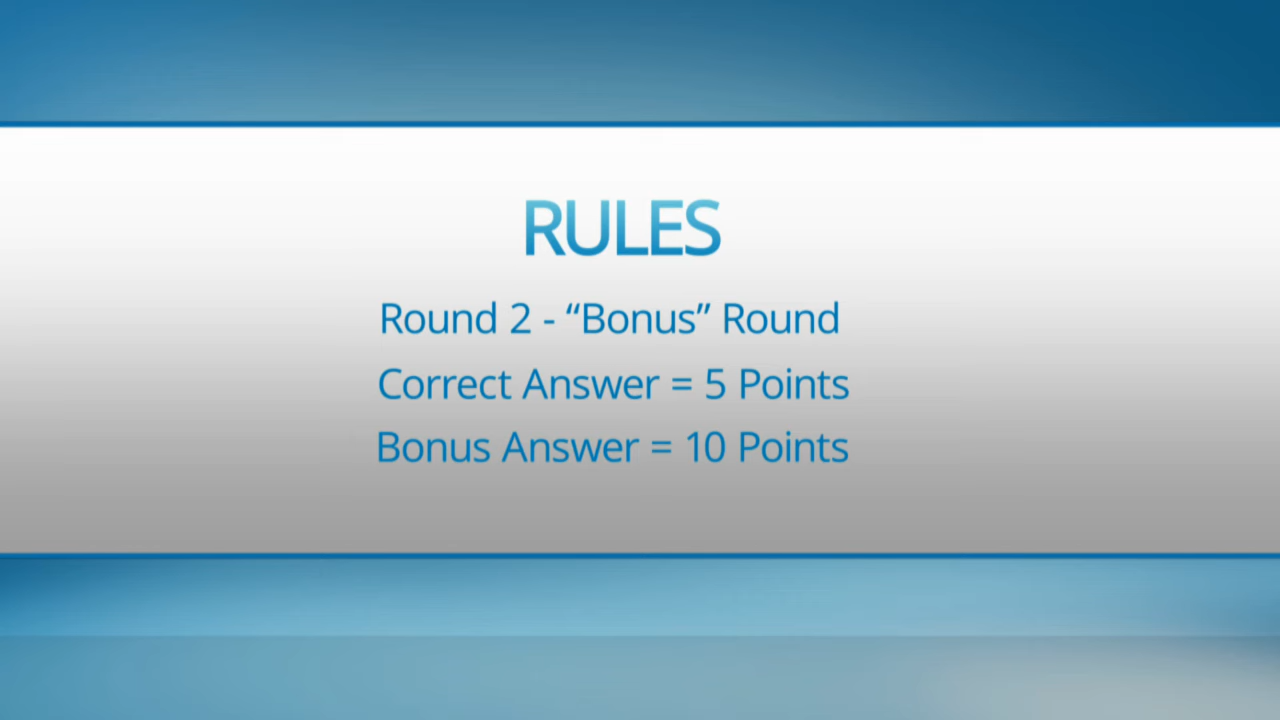 RULES
Round 2 - “Bonus” Round
Correct Answer = 5 Points
Bonus Answer = 10 Points